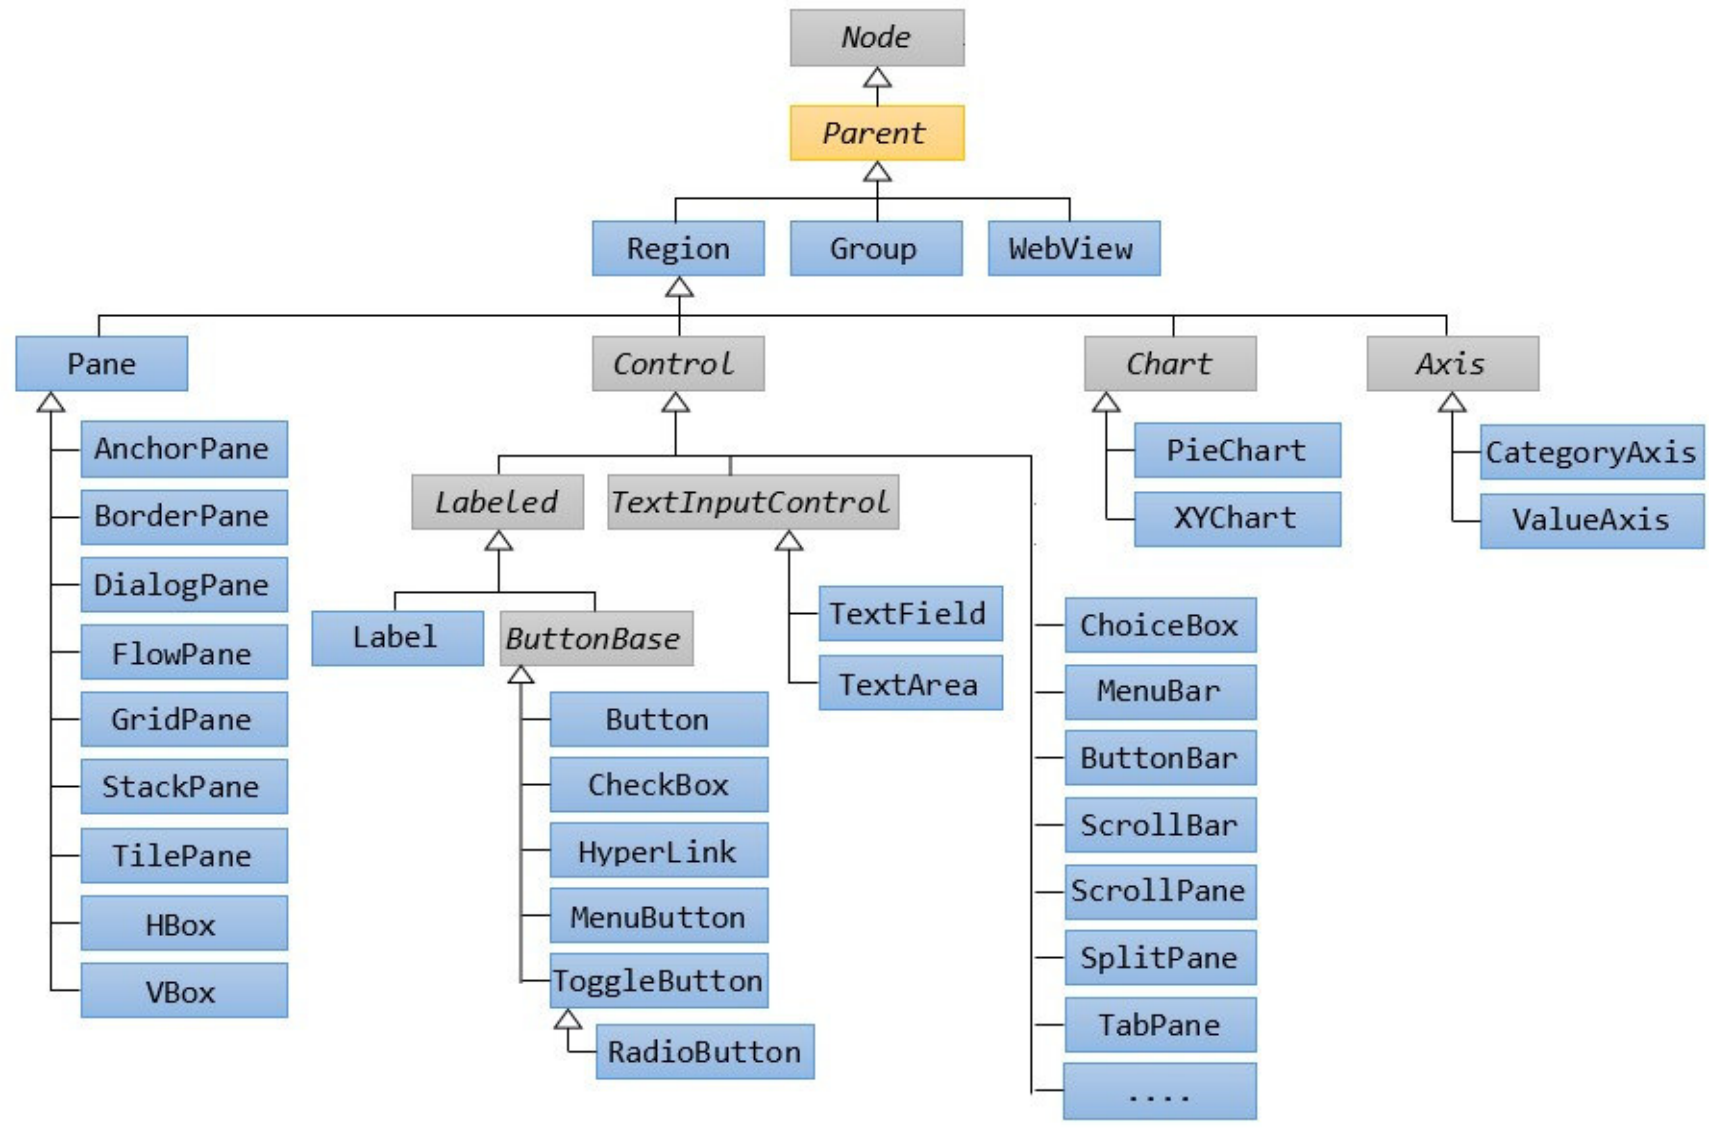 Node
Parent
Region
Group
WebView
Pane
Control
Chart
Axis
AnchorPane
BorderPane
DialogPane
FlowPane
GridPane
StackPane
TilePane
HBox
VBox
Labeled
TextInputControl
Label
ButtonBase
Button
CheckBox
HyperLink
MenuButton
ToggleButton
RadioButton
TextField
TextArea
ChoiceBox
MenuBar
ButtonBar
ScrollBar
ScrollPane
SplitPane
TabPane
....
PieChart
XYChart
CategoryAxis
ValueAxis